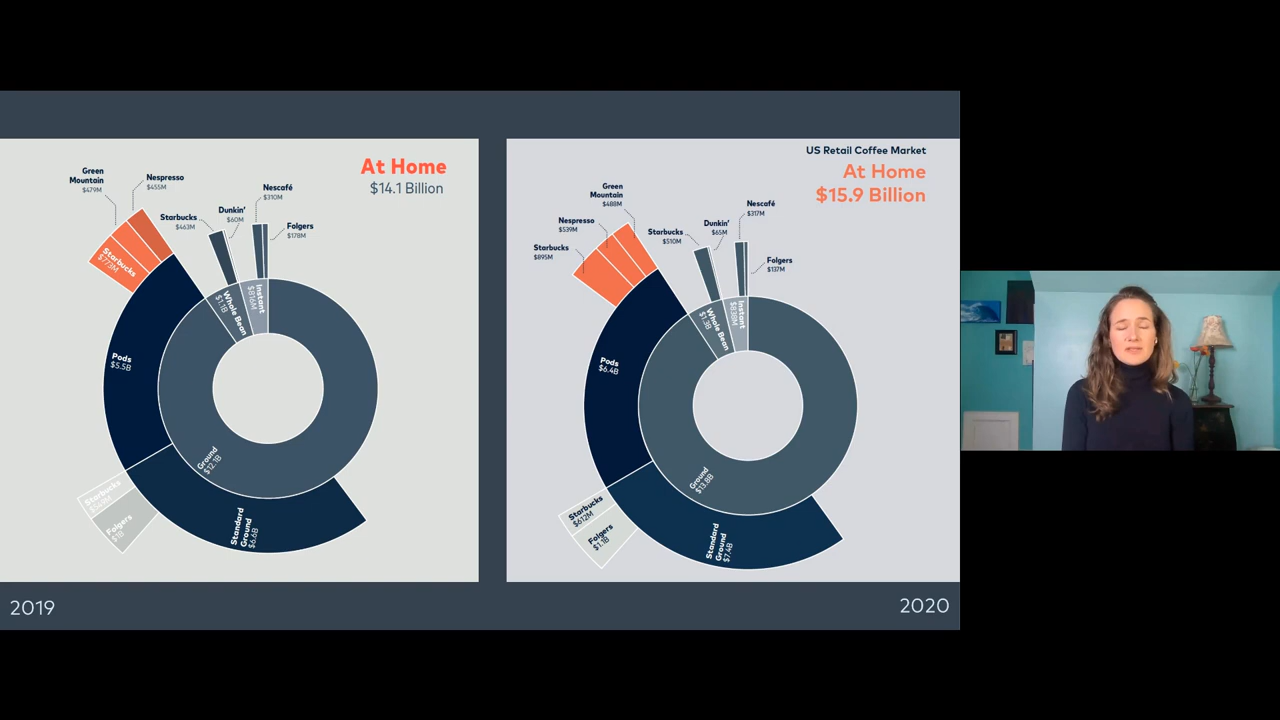 At Home
$14.1 Billion
Green
Mountain
$479M
Nespresso
$455M
Starbucks
$773M
Starbucks
$463M
Dunkin'
$60M
Nescafé
$310M
Folgers
$178M
Whole Bean
$1.1B
Instant
Pods
$5.5B
Ground
$12.1B
Standard
Ground
$6.6B
Starbucks
Folgers
$1B
2019
US Retail Coffee Market
At Home
$15.9 Billion
Green
Mountain
$488M
Nespresso
$539M
Starbucks
$895M
Starbucks
$510M
Dunkin'
$65M
Nescafé
$317M
Folgers
$137M
Whole Bean
$1.3B
Instant
$838M
Pods
$6.4B
Ground
$13.8B
Standard
Ground
$7.4B
Starbucks
$612M
Folgers
$1.1B
2020